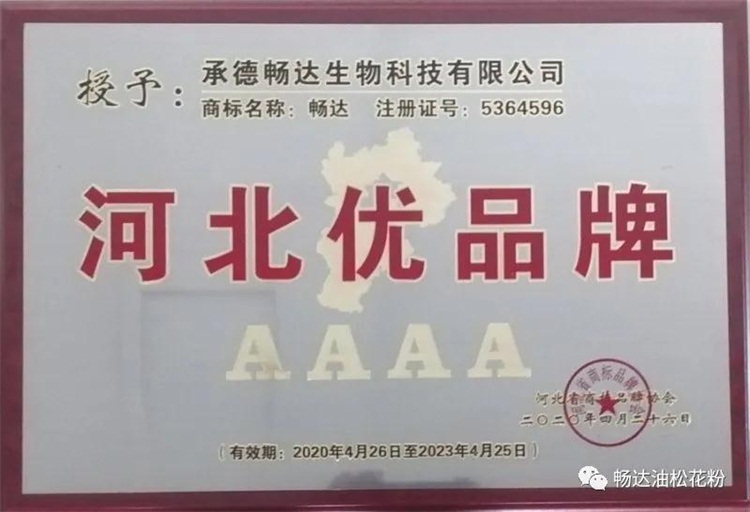 授予：承德畅达生物科技有限公司
商标名称：畅达 注册证号：5364596
河北优品牌
AAAA
河北省商标品牌协会
二〇二〇年四月二十六日
（有效期：2020年4月26日至2023年4月25日）
畅达油松花粉